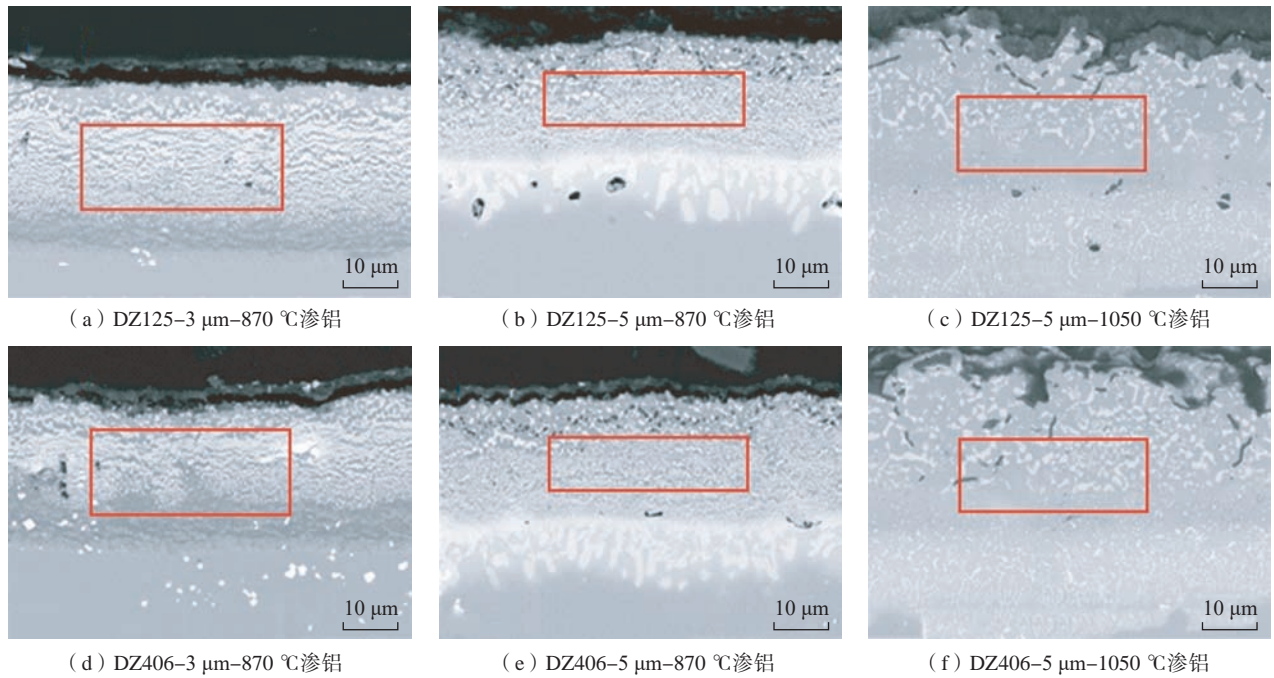 10 μm
10 μm
10 μm
（a）DZ125–3 μm–870 ℃渗铝
（b）DZ125–5 μm–870 ℃渗铝
（c）DZ125–5 μm–1050 ℃渗铝
10 μm
10 μm
10 μm
（d）DZ406–3 μm–870 ℃渗铝
（e）DZ406–5 μm–870 ℃渗铝
（f）DZ406–5 μm–1050 ℃渗铝